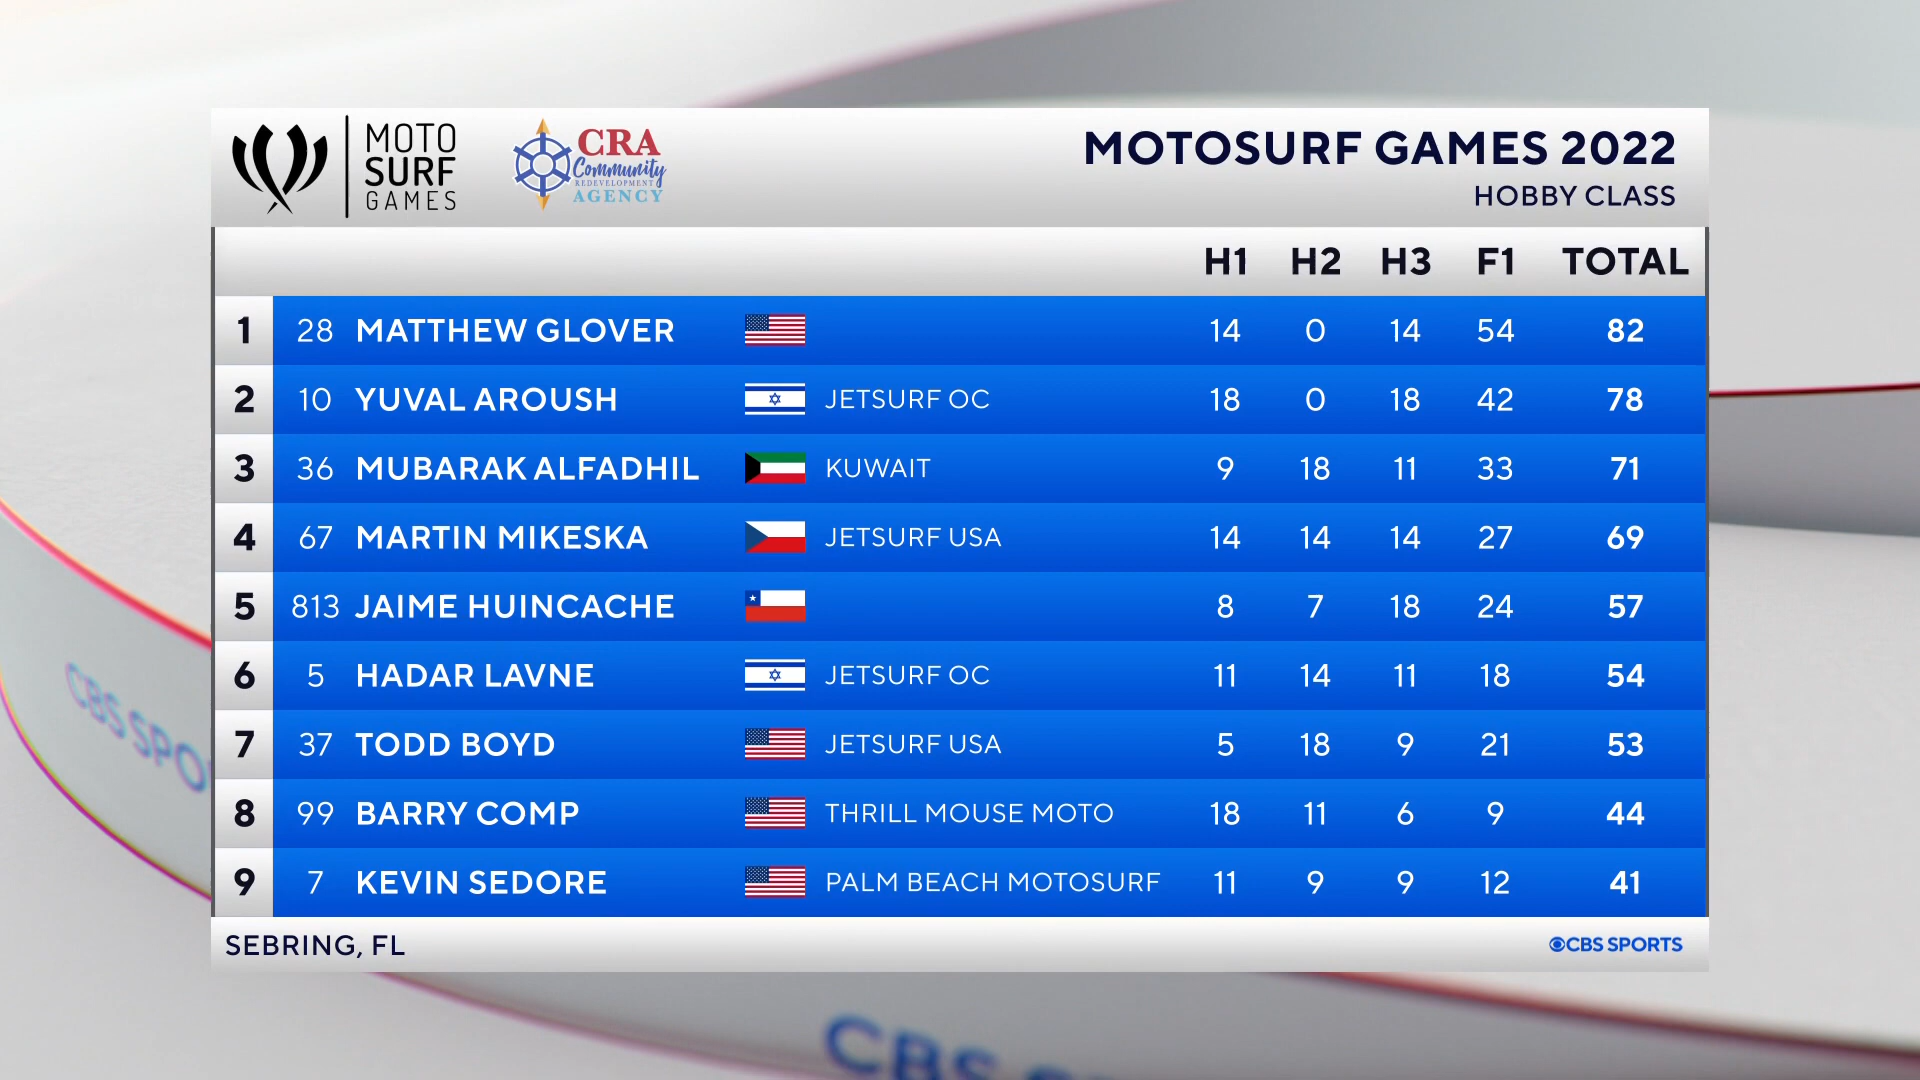 MOTO
SURF
GAMES
CRA
Community
REDEVELOPMENT
AGENCY
MOTOSURF GAMES 2022
HOBBY CLASS
H1 H2 H3 F1 TOTAL
1 28 MATTHEW GLOVER 14 0 14 54 82
2 10 YUVAL AROUSH JETSURF OC 18 0 18 42 78
3 36 MUBARAK ALFADHIL KUWAIT 9 18 11 33 71
4 67 MARTIN MIKESKA JETSURF USA 14 14 14 27 69
5 813 JAIME HUINCACHE 8 7 18 24 57
6 5 HADAR LAVNE JETSURF OC 11 14 11 18 54
7 37 TODD BOYD JETSURF USA 5 18 9 21 53
8 99 BARRY COMP THRILL MOUSE MOTO 18 11 6 9 44
9 7 KEVIN SEDORE PALM BEACH MOTOSURF 11 9 9 12 41
SEBRING, FL
CBS SPORTS
CBS SPO
CBS S